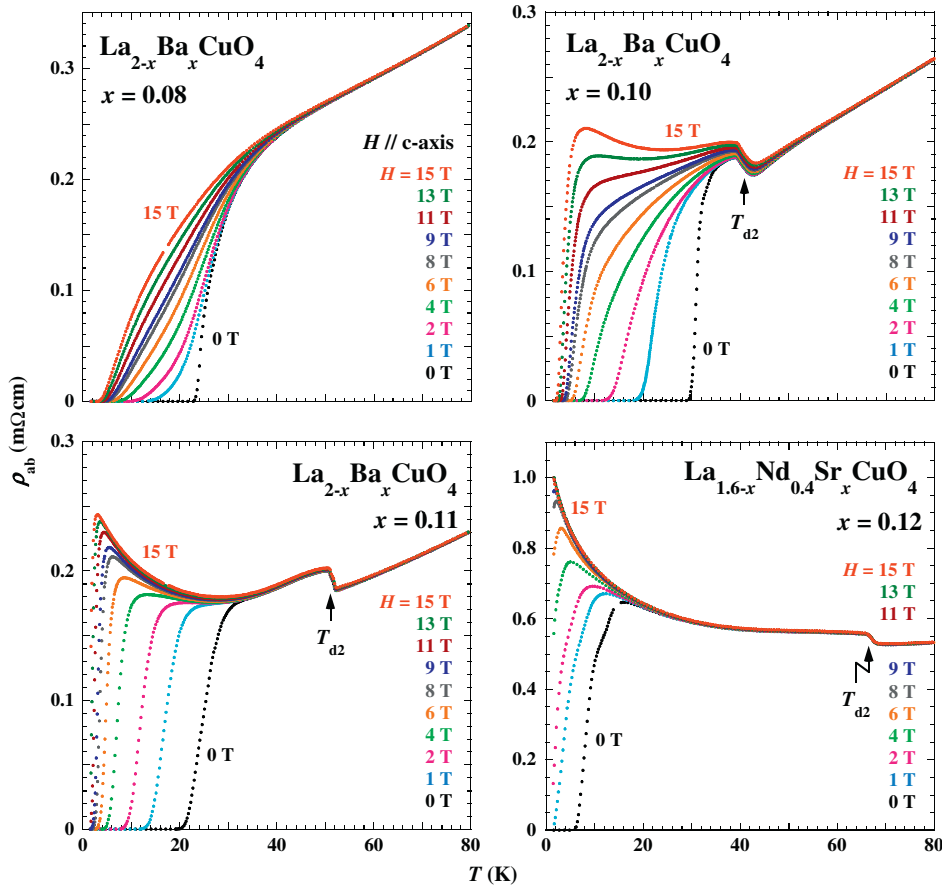 La2-xBaxCuO4
x = 0.08
H // c-axis
H = 15 T
13 T
11 T
9 T
8 T
6 T
4 T
2 T
1 T
0 T
15 T
0 T
0.3
0.2
0.1
0
La2-xBaxCuO4
x = 0.10
15 T
H = 15 T
13 T
11 T
9 T
8 T
6 T
4 T
2 T
1 T
0 T
Td2
0 T
0.3
0.2
0.1
0
ρab (mΩcm)
La2-xBaxCuO4
x = 0.11
15 T
H = 15 T
13 T
11 T
9 T
8 T
6 T
4 T
2 T
1 T
0 T
Td2
0 T
0.3
0.2
0.1
0
0 20 40 60 80
La1.6-xNd0.4SrxCuO4
x = 0.12
15 T
H = 15 T
13 T
11 T
9 T
8 T
6 T
4 T
2 T
1 T
0 T
Td2
0 T
1.0
0.8
0.6
0.4
0.2
0
0 20 40 60 80
T (K)